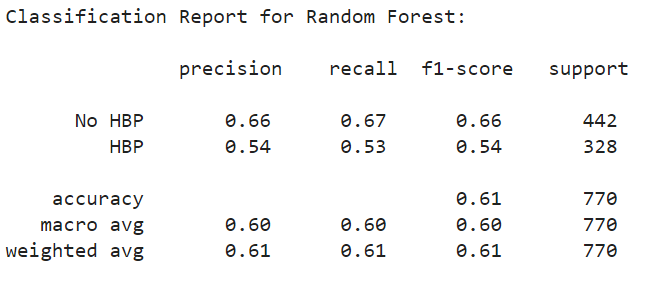 Classification Report for Random Forest:
precision recall f1-score support
No HBP 0.66 0.67 0.66 442
HBP 0.54 0.53 0.54 328
accuracy 0.61 770
macro avg 0.60 0.60 0.60 770
weighted avg 0.61 0.61 0.61 770